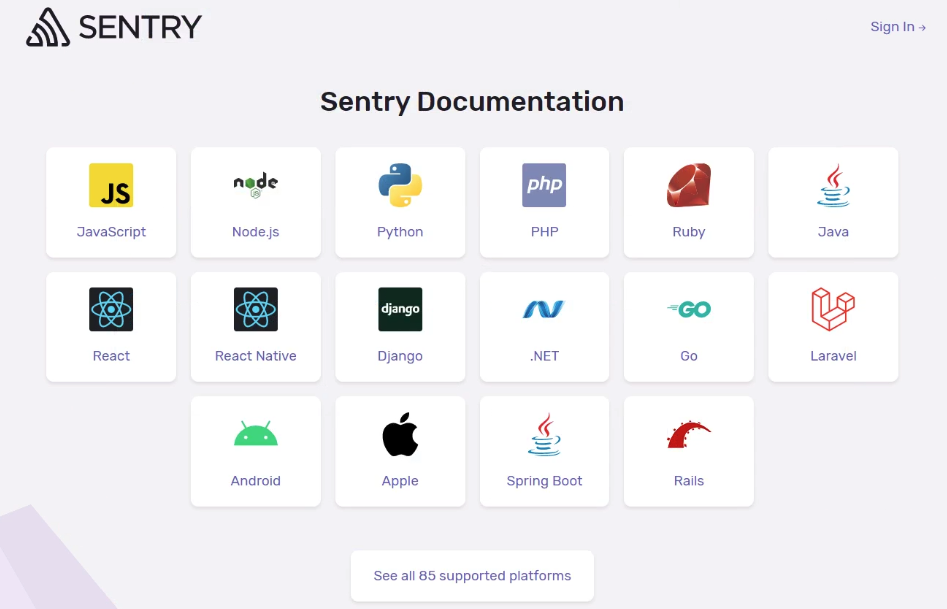 SENTRY
Sign In →
Sentry Documentation
JS
JavaScript
node
JS
Node.js
Python
php
PHP
Ruby
Java
React
React Native
django
Django
.NET
GO
Go
Laravel
Android
Apple
Spring Boot
Rails
See all 85 supported platforms